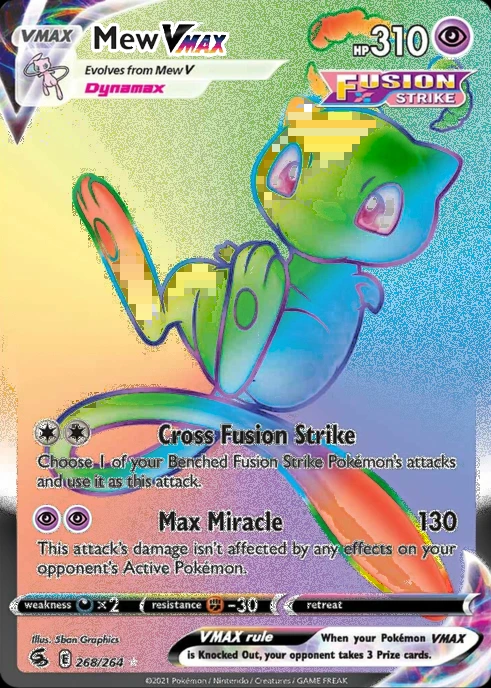 VMAX
Mew VMAX
HP 310
Evolves from Mew V
Dynamax
FUSION
STRIKE
Cross Fusion Strike
Choose 1 of your Benched Fusion Strike Pokémon's attacks
and use it as this attack.
Max Miracle 130
This attack's damage isn't affected by any effects on your
opponent's Active Pokémon.
weakness ×2 resistance -30 retreat
Illus. 5ban Graphics
VMAX rule
When your Pokémon VMAX
is Knocked Out, your opponent takes 3 Prize cards.
E 268/264
©2021 Pokémon / Nintendo / Creatures / GAME FREAK